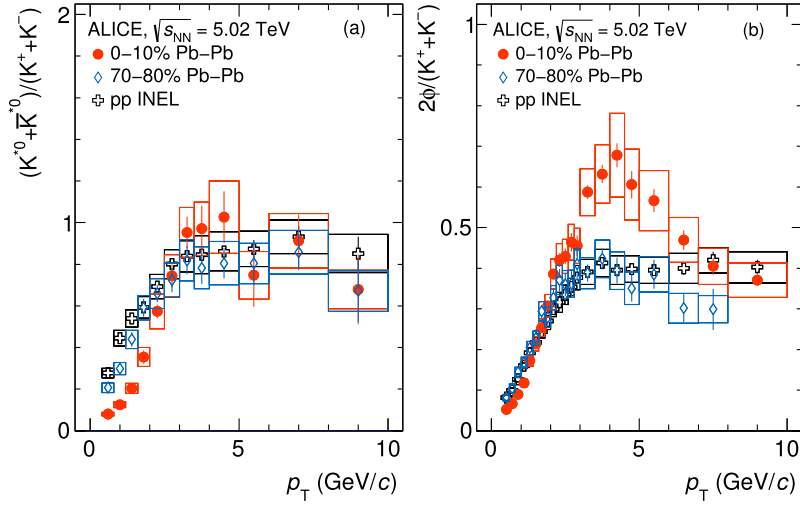 (K*⁰+K̅*⁰)/(K⁺+K⁻)
2
1
0
ALICE, √sNN = 5.02 TeV
(a)
0−10% Pb−Pb
70−80% Pb−Pb
pp INEL
0 5 10
pT (GeV/c)
2ϕ/(K⁺+K⁻)
1
0.5
0
ALICE, √sNN = 5.02 TeV
(b)
0−10% Pb−Pb
70−80% Pb−Pb
pp INEL
0 5 10
pT (GeV/c)